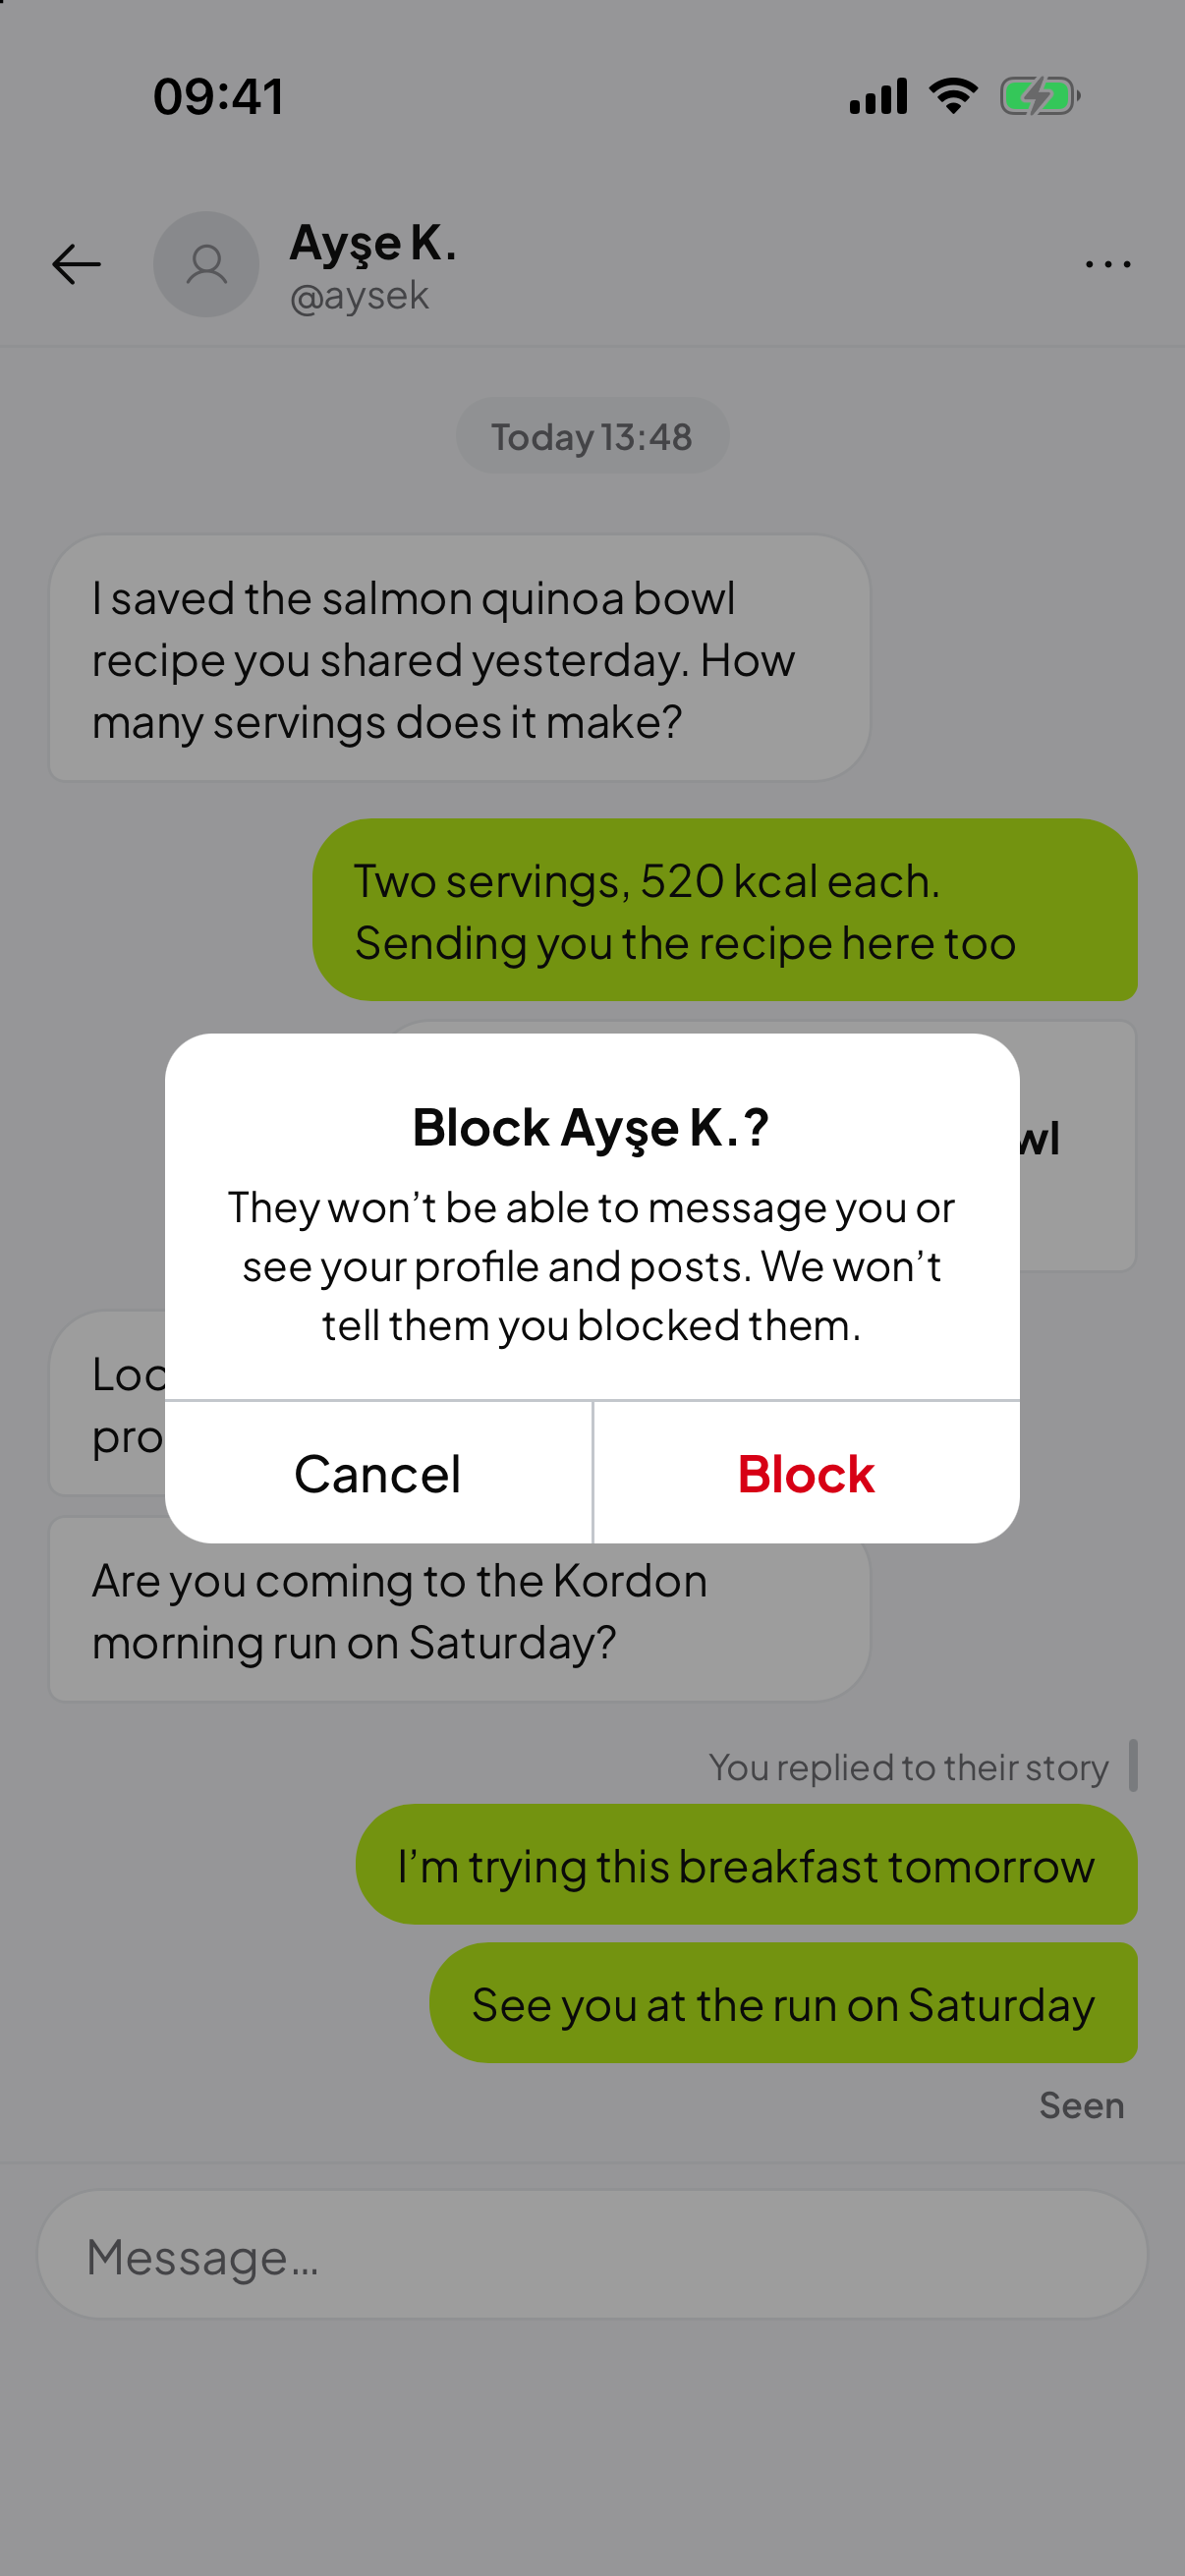 09:41
Ayşe K.
@aysek
Today 13:48
I saved the salmon quinoa bowl
recipe you shared yesterday. How
many servings does it make?
Two servings, 520 kcal each.
Sending you the recipe here too
Block Ayşe K.?
They won’t be able to message you or
see your profile and posts. We won’t
tell them you blocked them.
Cancel
Block
Are you coming to the Kordon
morning run on Saturday?
You replied to their story
I’m trying this breakfast tomorrow
See you at the run on Saturday
Seen
Message…